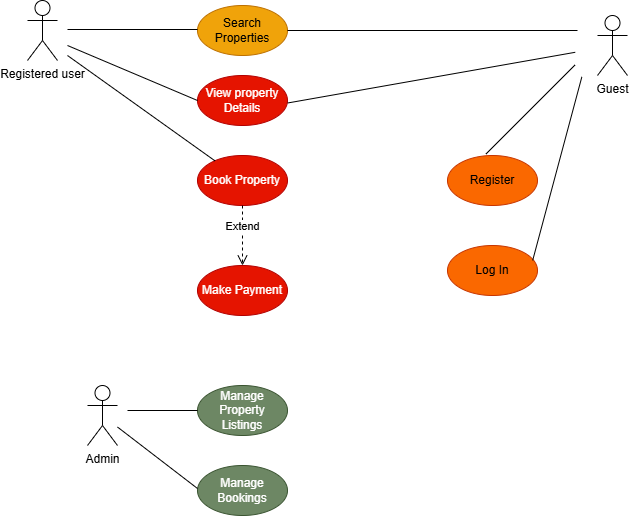 Search
Properties
Registered user
Guest
View property
Details
Book Property
Register
Extend
Log In
Make Payment
Manage
Property
Listings
Admin
Manage
Bookings